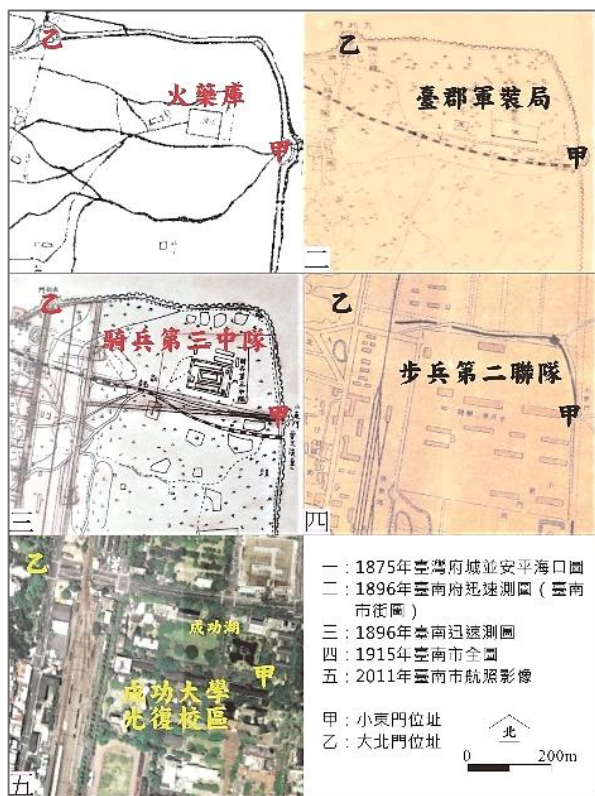 乙
火藥庫
甲
乙
臺郡軍裝局
甲
二
乙
騎兵第三中隊
甲
三
乙
步兵第二聯隊
甲
四
乙
成功湖
甲
成功大學
光復校區
五
一：1875年臺灣府城並安平海口圖
二：1896年臺南府迅速測圖（臺南
市街圖）
三：1896年臺南迅速測圖
四：1915年臺南市全圖
五：2011年臺南市航照影像
甲：小東門位址
乙：大北門位址
北
0 200m